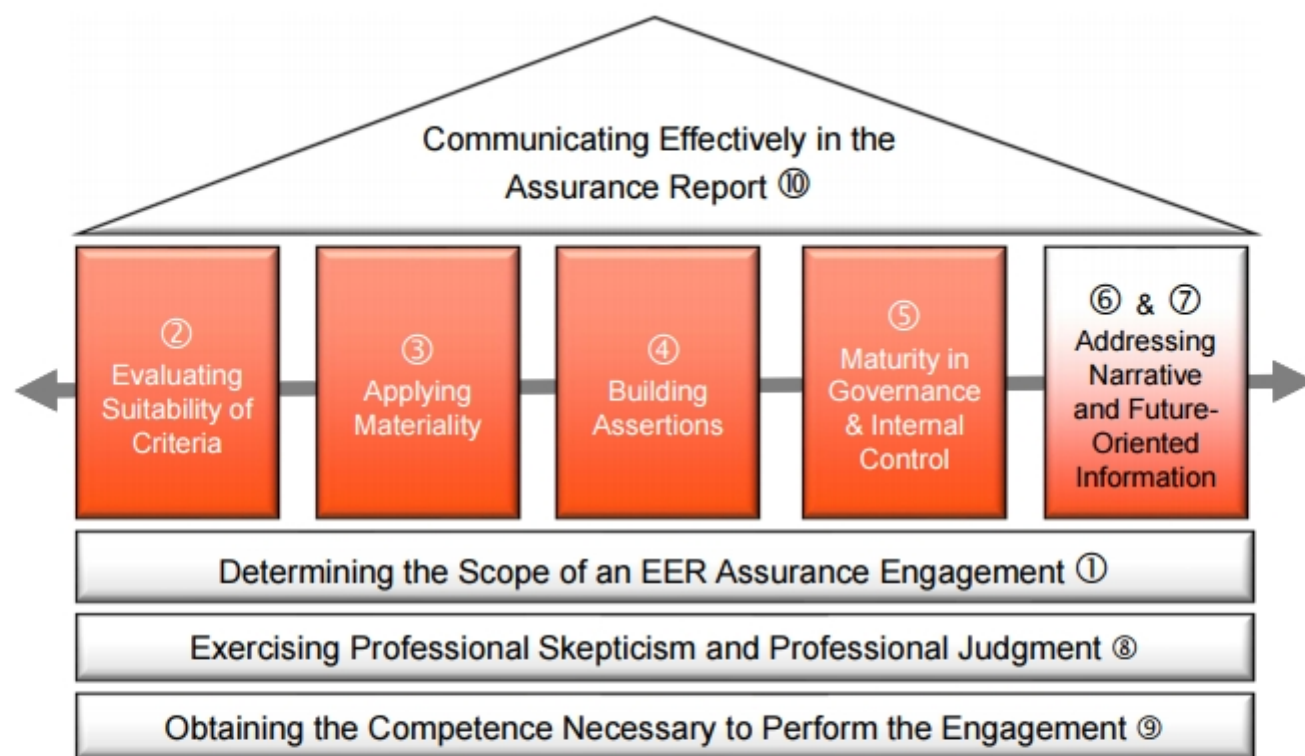 Communicating Effectively in the
Assurance Report ⑩
②
Evaluating
Suitability of
Criteria
③
Applying
Materiality
④
Building
Assertions
⑤
Maturity in
Governance
& Internal
Control
⑥ & ⑦
Addressing
Narrative
and Future-
Oriented
Information
Determining the Scope of an EER Assurance Engagement ①
Exercising Professional Skepticism and Professional Judgment ⑧
Obtaining the Competence Necessary to Perform the Engagement ⑨